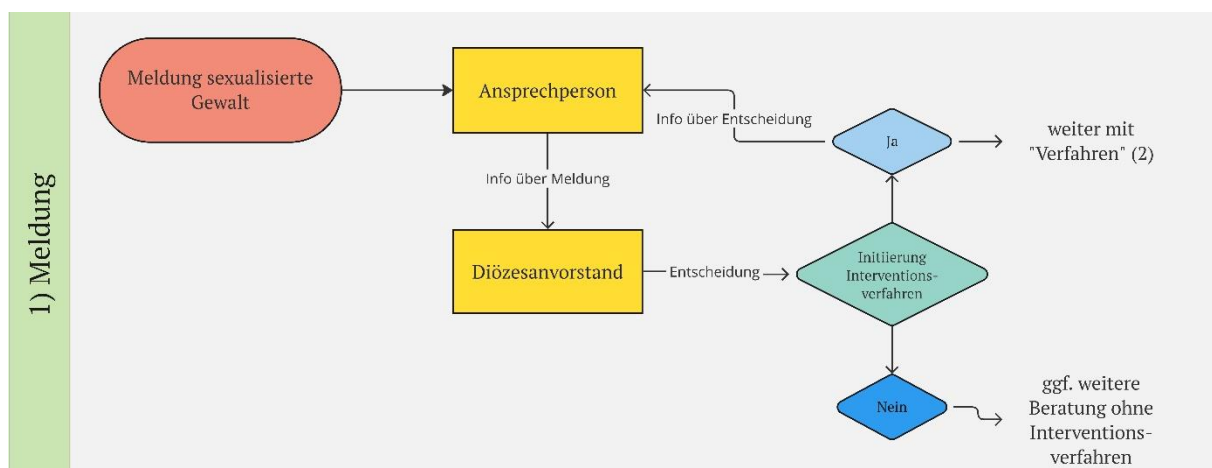 1) Meldung
Meldung sexualisierte
Gewalt
Ansprechperson
Info über Entscheidung
Ja
weiter mit
"Verfahren" (2)
Info über Meldung
Diözesanvorstand
Entscheidung
Initiierung
Interventions-
verfahren
Nein
ggf. weitere
Beratung ohne
Interventions-
verfahren